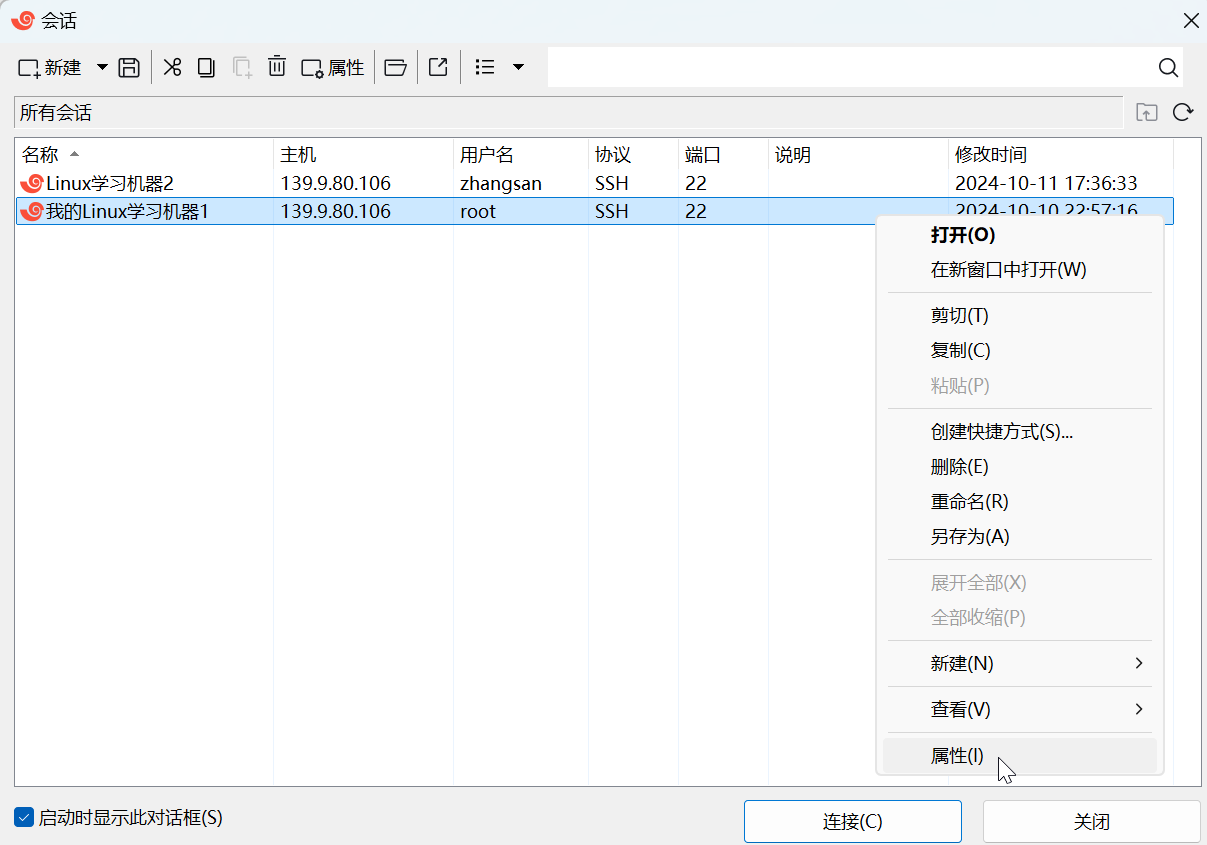 会话
新建 属性
所有会话
名称 主机 用户名 协议 端口 说明 修改时间
Linux学习机器2 139.9.80.106 zhangsan SSH 22 2024-10-11 17:36:33
我的Linux学习机器1 139.9.80.106 root SSH 22 2024-10-10 22:57:16
打开(O)
在新窗口中打开(W)
剪切(T)
复制(C)
粘贴(P)
创建快捷方式(S)...
删除(E)
重命名(R)
另存为(A)
展开全部(X)
全部收缩(P)
新建(N)
查看(V)
属性(I)
启动时显示此对话框(S) 连接(C) 关闭